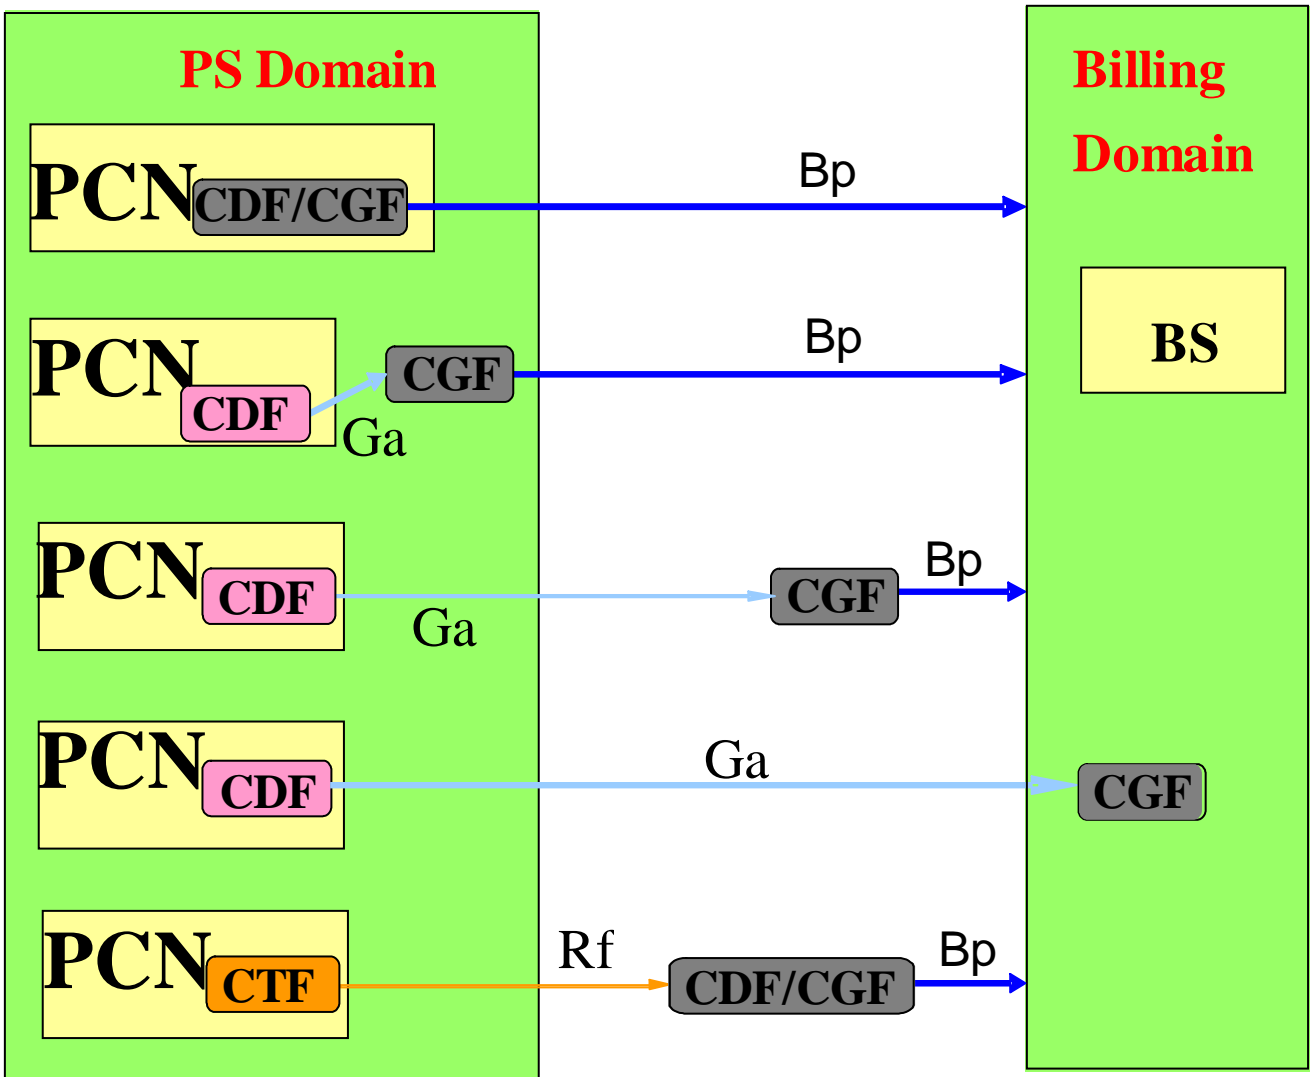 PS Domain
Billing
Domain
PCN
CDF/CGF
Bp
PCN
CDF
Ga
CGF
Bp
BS
PCN
CDF
Ga
CGF
Bp
PCN
CDF
Ga
CGF
PCN
CTF
Rf
CDF/CGF
Bp